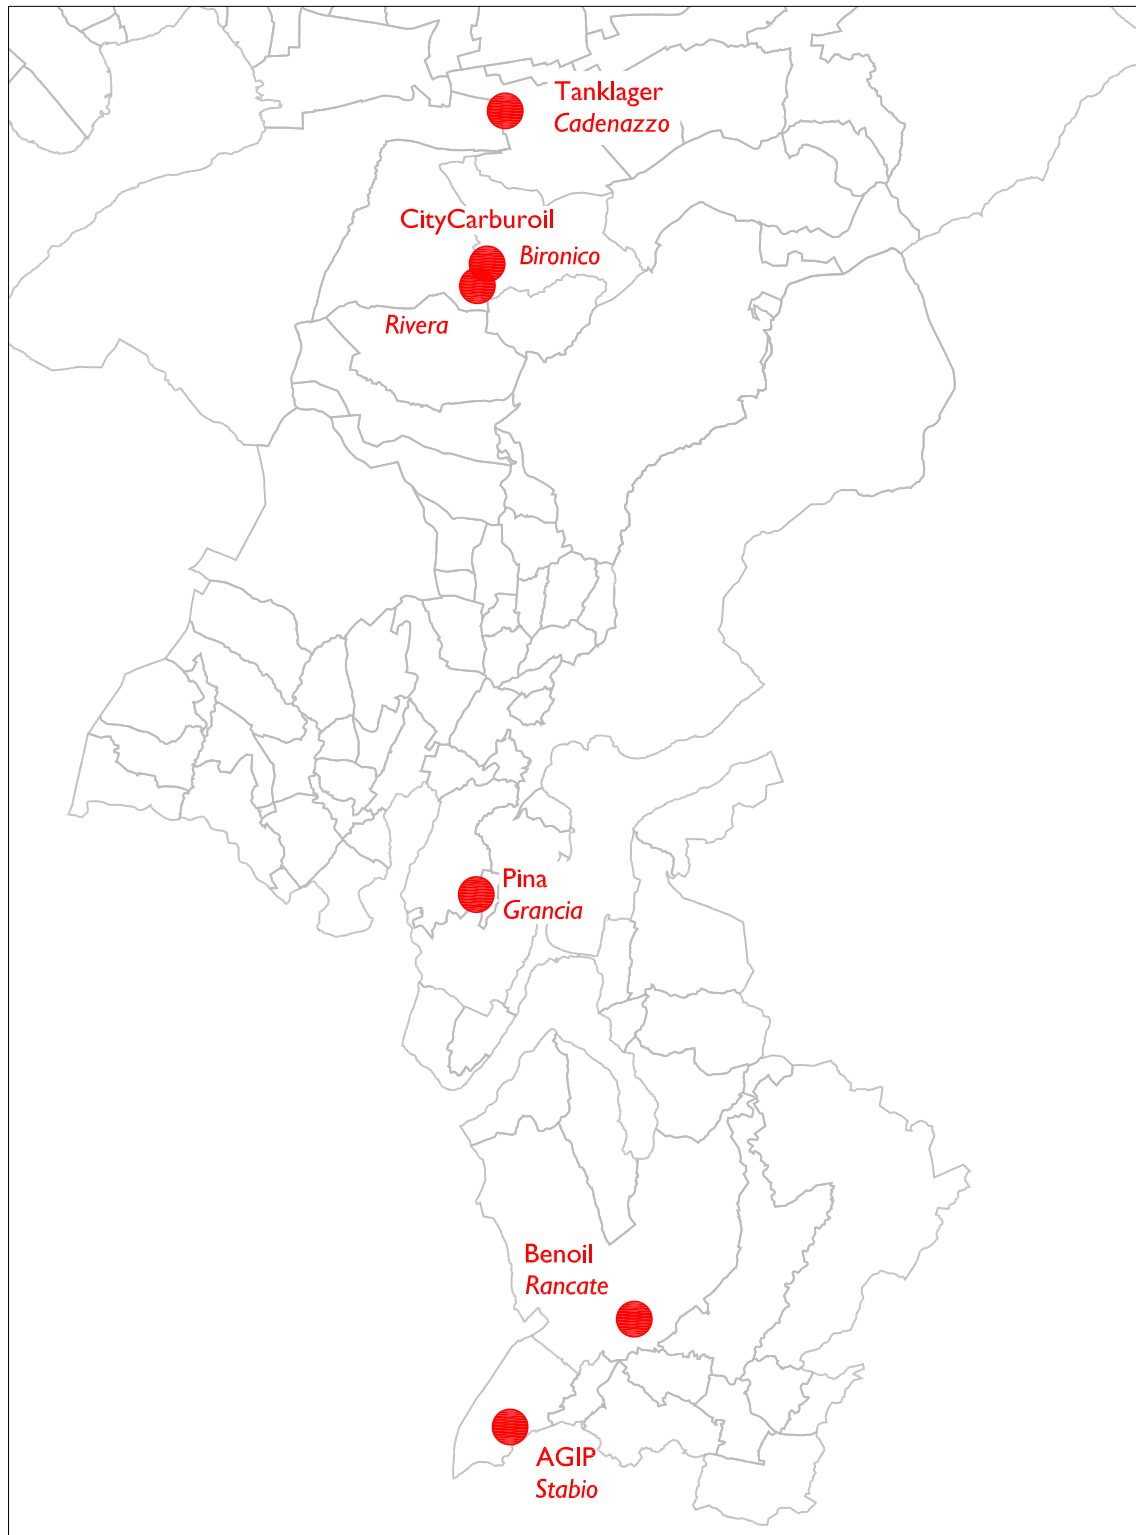 Tanklager
Cadenazzo
CityCarburoil
Bironico
Rivera
Pina
Grancia
Benoil
Rancate
AGIP
Stabio